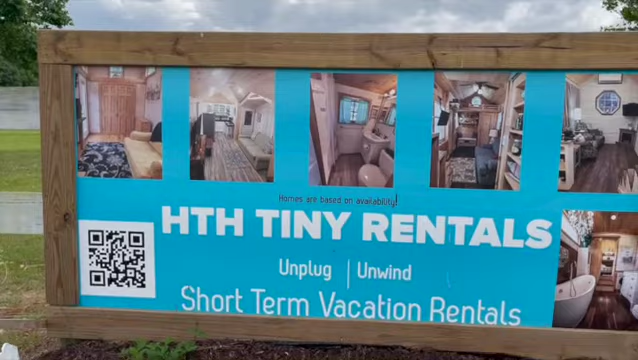 Homes are based on availability!
HTH TINY RENTALS
Unplug | Unwind
Short Term Vacation Rentals